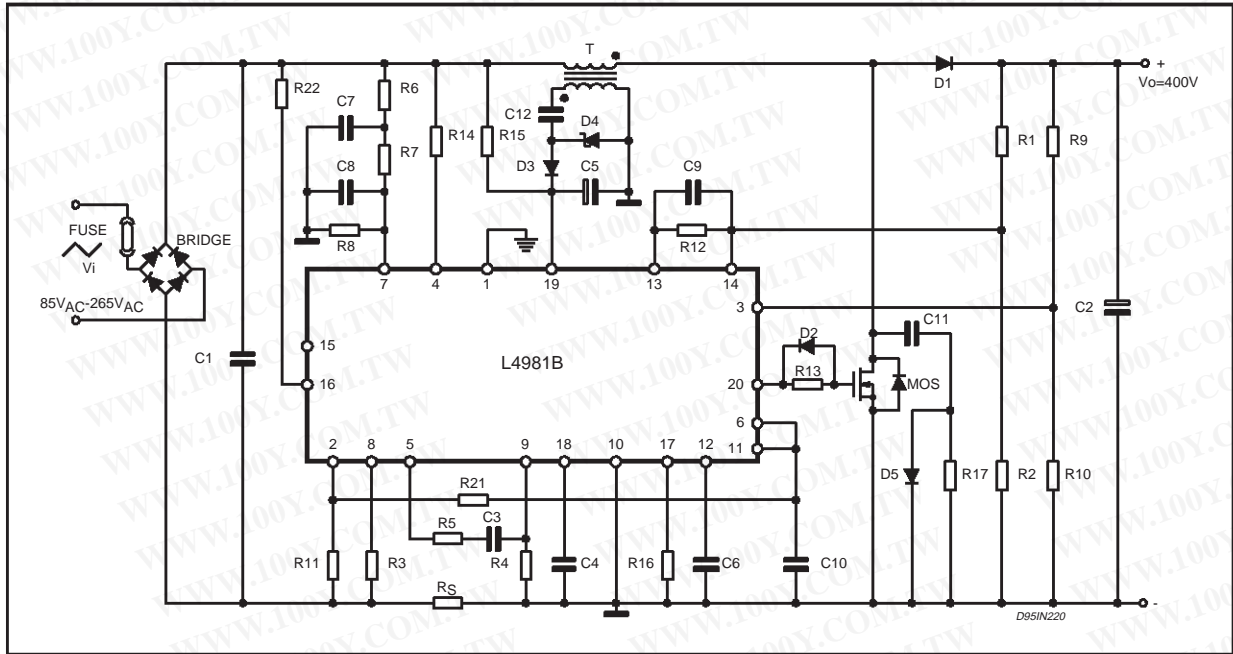 WWW.100Y.COM.TW
T
D1
+
Vo=400V
R22
C7
R6
R14
R15
C12
D4
R1
R9
C8
R7
D3
C5
C9
FUSE
BRIDGE
Vi
R8
R12
85VAC-265VAC
7
4
1
19
13
14
3
C2
C1
15
L4981B
D2
C11
16
R13
20
MOS
6
2
8
5
9
18
10
17
12
11
R21
D5
R17
R2
R10
R5
C3
R11
R3
R4
C4
R16
C6
C10
RS
-
D95IN220